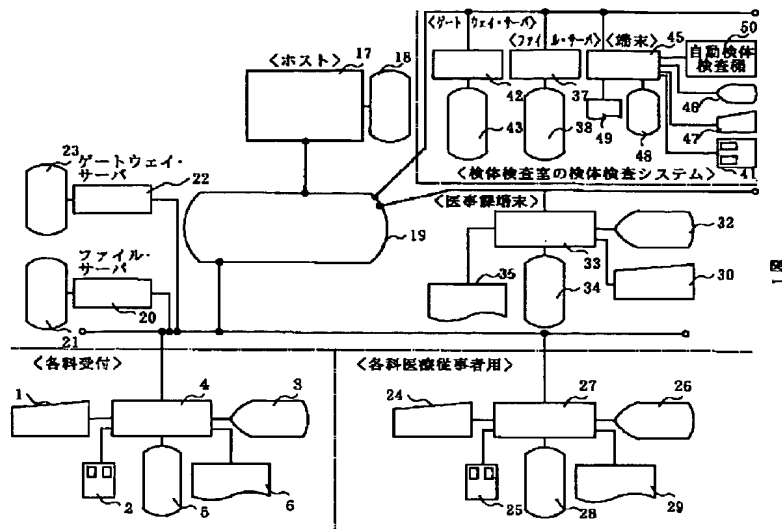 <ゲートウェイ・サーバ>
<ファイル・サーバ>
<端末>
45
50
自動検体
検査機
<ホスト>
17
18
42
37
46
43
38
49
48
47
41
<検体検査室の検体検査システム>
23
ゲートウェイ・
サーバ
22
<医事課端末>
32
19
33
30
35
34
ファイル・
サーバ
20
21
図1
<各科受付>
1
4
3
2
5
6
<各科医療従事者用>
24
27
26
25
28
29